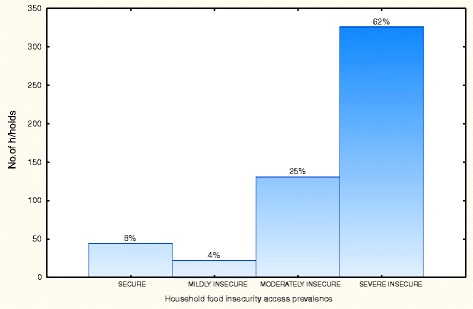 350
300
250
200
150
100
50
0
No.of h/holds
8%
4%
25%
62%
SECURE
MILDLY INSECURE
MODERATELY INSECURE
SEVERE INSECURE
Household food insecurity access prevalence